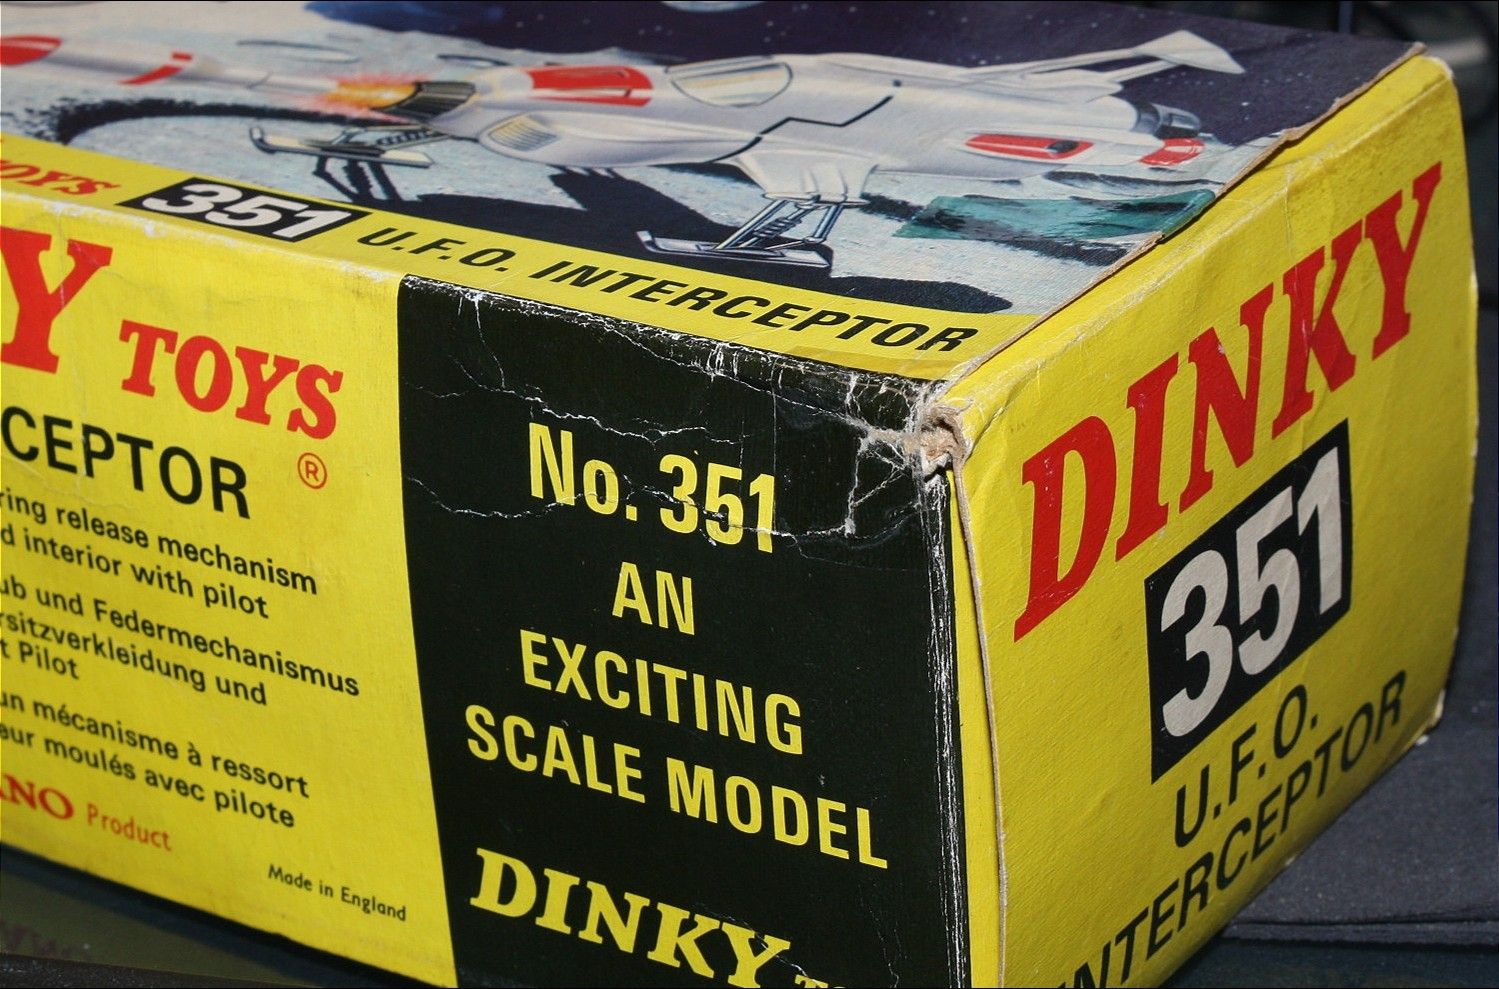 TOYS 351 U.F.O. INTERCEPTOR
Y TOYS
CEPTOR ®
ring release mechanism
d interior with pilot
ub und Federmechanismus
rsitzverkleidung und
t Pilot
un mécanisme à ressort
eur moulés avec pilote
ANO Product
Made in England
No. 351
AN
EXCITING
SCALE MODEL
DINKY TO
DINKY
351
U.F.O.
INTERCEPTOR
INTERCEPTOR